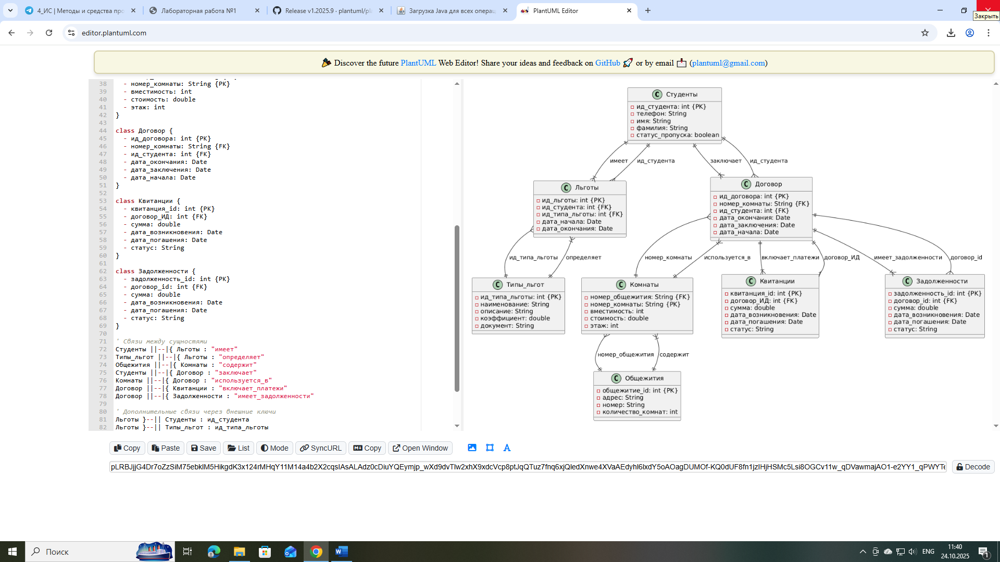 4_ИС | Методы и средства про
Лабораторная работа №1
Release v1.2025.9 · plantuml/pla
Загрузка Java для всех операц
PlantUML Editor
Закрыть
editor.plantuml.com
Discover the future PlantUML Web Editor! Share your ideas and feedback on GitHub or by email (plantuml@gmail.com)
38 - номер_комнаты: String {PK}
39 - вместимость: int
40 - стоимость: double
41 - этаж: int
42 }
43
44 class Договор {
45 - ид_договора: int {PK}
46 - номер_комнаты: String {FK}
47 - ид_студента: int {FK}
48 - дата_окончания: Date
49 - дата_заключения: Date
50 - дата_начала: Date
51 }
52
53 class Квитанции {
54 - квитанция_id: int {PK}
55 - договор_ИД: int {FK}
56 - сумма: double
57 - дата_возникновения: Date
58 - дата_погашения: Date
59 - статус: String
60 }
61
62 class Задолженности {
63 - задолженность_id: int {PK}
64 - договор_id: int {FK}
65 - сумма: double
66 - дата_возникновения: Date
67 - дата_погашения: Date
68 - статус: String
69 }
70
71 ' Связи между сущностями
72 Студенты ||--|{ Льготы : "имеет"
73 Типы_льгот ||--|{ Льготы : "определяет"
74 Общежития ||--|{ Комнаты : "содержит"
75 Студенты ||--|{ Договор : "заключает"
76 Комнаты ||--|{ Договор : "используется_в"
77 Договор ||--|{ Квитанции : "включает_платежи"
78 Договор ||--|{ Задолженности : "имеет_задолженности"
79
80 ' Дополнительные связи через внешние ключи
81 Льготы }--|| Студенты : ид_студента
82 Льготы }--|| Типы_льгот : ид_типа_льготы
C Студенты
ид_студента: int {PK}
телефон: String
имя: String
фамилия: String
статус_пропуска: boolean
имеет
ид_студента
заключает
ид_студента
C Льготы
ид_льготы: int {PK}
ид_студента: int {FK}
ид_типа_льготы: int {FK}
дата_начала: Date
дата_окончания: Date
C Договор
ид_договора: int {PK}
номер_комнаты: String {FK}
ид_студента: int {FK}
дата_окончания: Date
дата_заключения: Date
дата_начала: Date
ид_типа_льготы
определяет
номер_комнаты
используется_в
включает_платежи
договор_ИД
имеет_задолженности
договор_id
C Типы_льгот
ид_типа_льготы: int {PK}
наименование: String
описание: String
коэффициент: double
документ: String
C Комнаты
номер_общежития: String {FK}
номер_комнаты: String {PK}
вместимость: int
стоимость: double
этаж: int
C Квитанции
квитанция_id: int {PK}
договор_ИД: int {FK}
сумма: double
дата_возникновения: Date
дата_погашения: Date
статус: String
C Задолженности
задолженность_id: int {PK}
договор_id: int {FK}
сумма: double
дата_возникновения: Date
дата_погашения: Date
статус: String
номер_общежития
содержит
C Общежития
общежитие_id: int {PK}
адрес: String
номер: String
количество_комнат: int
Copy
Paste
Save
List
Mode
SyncURL
Copy
Open Window
Decode
Поиск
ENG
11:40
24.10.2025
1